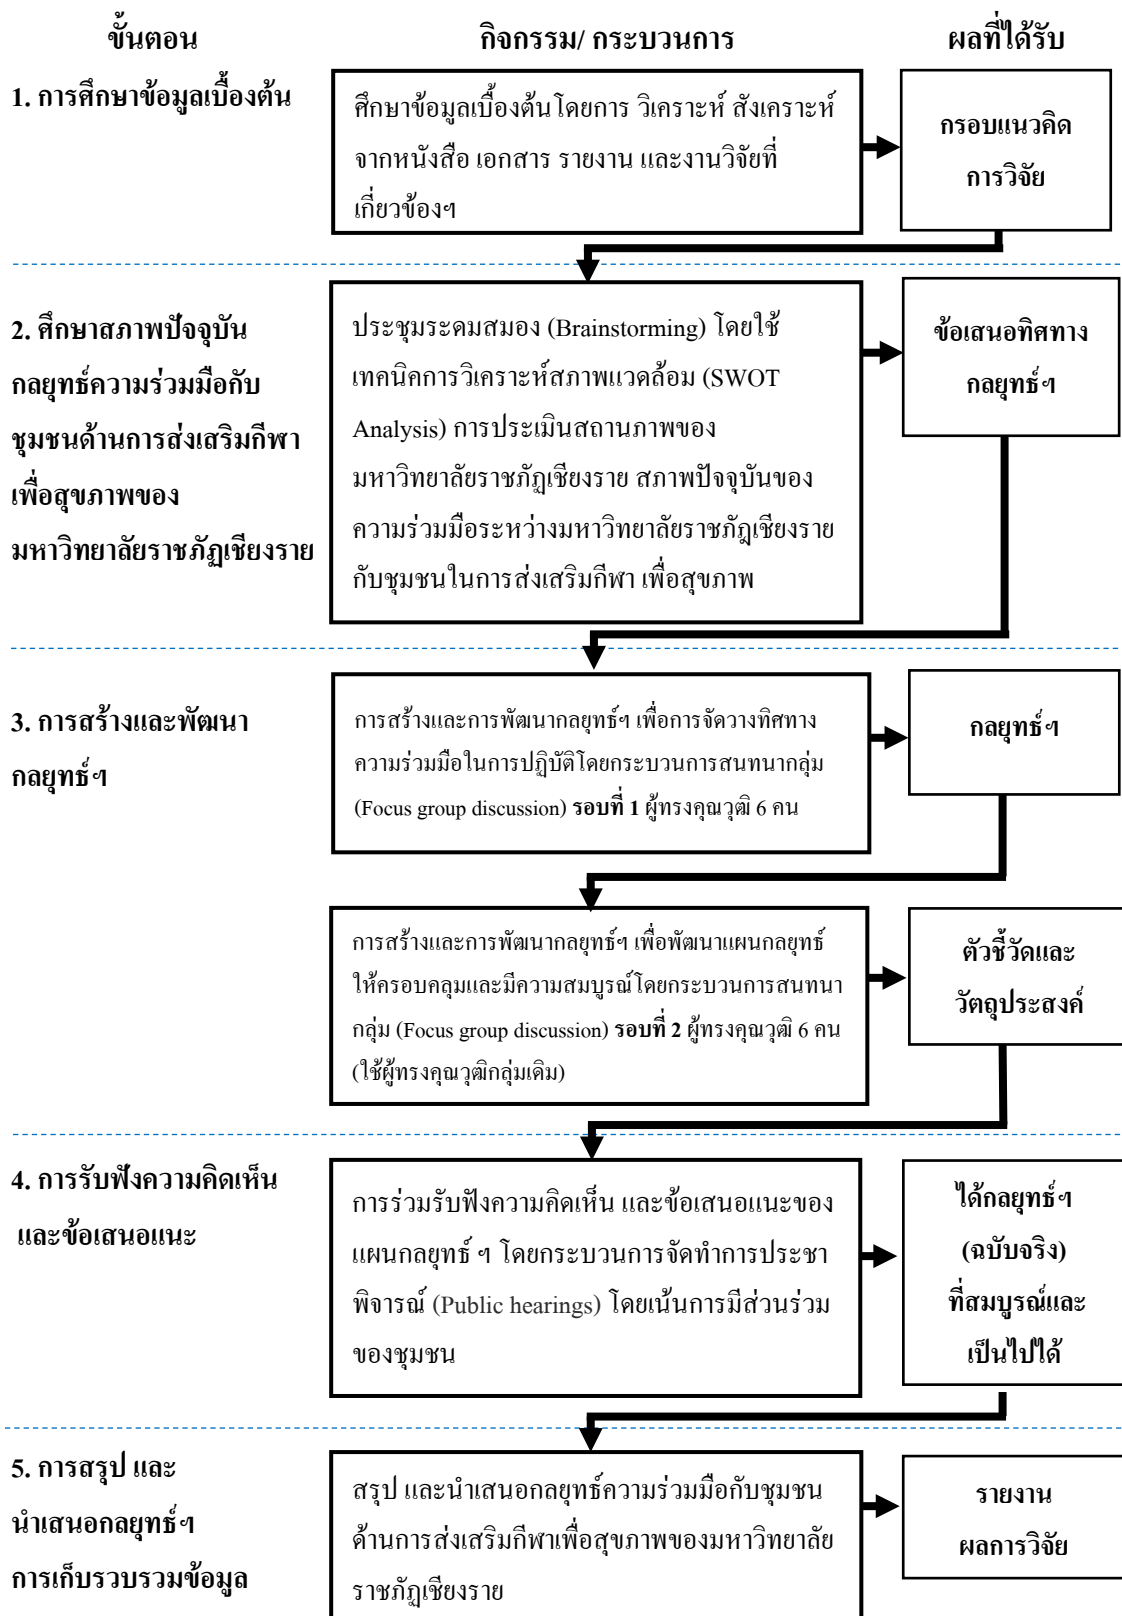 ขั้นตอน
กิจกรรม/ กระบวนการ
ผลที่ได้รับ
1. การศึกษาข้อมูลเบื้องต้น
ศึกษาข้อมูลเบื้องต้นโดยการ วิเคราะห์ สังเคราะห์
จากหนังสือ เอกสาร รายงาน และงานวิจัยที่
เกี่ยวข้องฯ
กรอบแนวคิด
การวิจัย
2. ศึกษาสภาพปัจจุบัน
กลยุทธ์ความร่วมมือกับ
ชุมชนด้านการส่งเสริมกีฬา
เพื่อสุขภาพของ
มหาวิทยาลัยราชภัฏเชียงราย
ประชุมระดมสมอง (Brainstorming) โดยใช้
เทคนิคการวิเคราะห์สภาพแวดล้อม (SWOT
Analysis) การประเมินสถานภาพของ
มหาวิทยาลัยราชภัฏเชียงราย สภาพปัจจุบันของ
ความร่วมมือระหว่างมหาวิทยาลัยราชภัฎเชียงราย
กับชุมชนในการส่งเสริมกีฬา เพื่อสุขภาพ
ข้อเสนอทิศทาง
กลยุทธ์ฯ
3. การสร้างและพัฒนา
กลยุทธ์ฯ
การสร้างและการพัฒนากลยุทธ์ฯ เพื่อการจัดวางทิศทาง
ความร่วมมือในการปฏิบัติโดยกระบวนการสนทนากลุ่ม
(Focus group discussion) รอบที่ 1 ผู้ทรงคุณวุฒิ 6 คน
กลยุทธ์ฯ
การสร้างและการพัฒนากลยุทธ์ฯ เพื่อพัฒนาแผนกลยุทธ์
ให้ครอบคลุมและมีความสมบูรณ์โดยกระบวนการสนทนา
กลุ่ม (Focus group discussion) รอบที่ 2 ผู้ทรงคุณวุฒิ 6 คน
(ใช้ผู้ทรงคุณวุฒิกลุ่มเดิม)
ตัวชี้วัดและ
วัตถุประสงค์
4. การรับฟังความคิดเห็น
และข้อเสนอแนะ
การร่วมรับฟังความคิดเห็น และข้อเสนอแนะของ
แผนกลยุทธ์ ฯ โดยกระบวนการจัดทำการประชา
พิจารณ์ (Public hearings) โดยเน้นการมีส่วนร่วม
ของชุมชน
ได้กลยุทธ์ฯ
(ฉบับจริง)
ที่สมบูรณ์และ
เป็นไปได้
5. การสรุป และ
นำเสนอกลยุทธ์ฯ
การเก็บรวบรวมข้อมูล
สรุป และนำเสนอกลยุทธ์ความร่วมมือกับชุมชน
ด้านการส่งเสริมกีฬาเพื่อสุขภาพของมหาวิทยาลัย
ราชภัฏเชียงราย
รายงาน
ผลการวิจัย